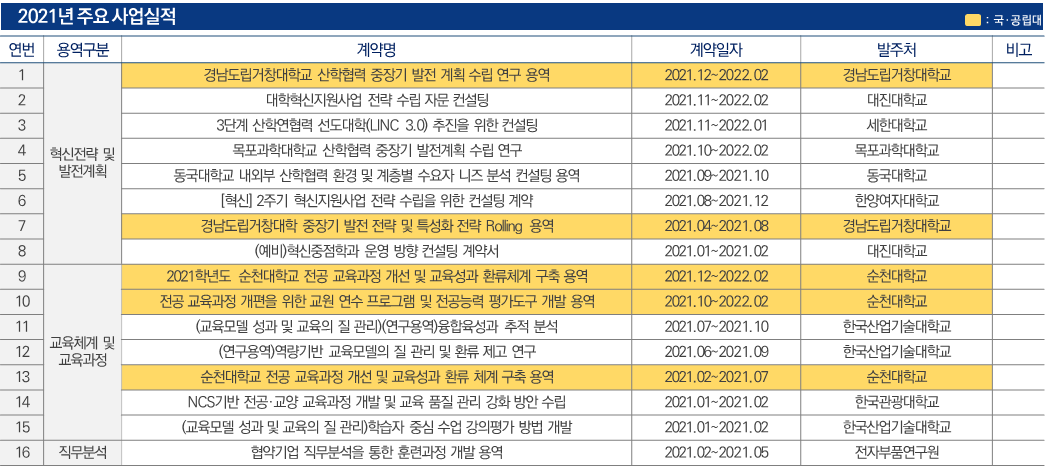 2021년 주요 사업실적
: 국·공립대
연번 용역구분 계약명 계약일자 발주처 비고
혁신전략 및
발전계획
1 경남도립거창대학교 산학협력 중장기 발전 계획 수립 연구 용역 2021.12~2022.02 경남도립거창대학교
2 대학혁신지원사업 전략 수립 자문 컨설팅 2021.11~2022.02 대진대학교
3 3단계 산학연협력 선도대학(LINC 3.0) 추진을 위한 컨설팅 2021.11~2022.01 세한대학교
4 목포과학대학교 산학협력 중장기 발전계획 수립 연구 2021.10~2022.02 목포과학대학교
5 동국대학교 내외부 산학협력 환경 및 계층별 수요자 니즈 분석 컨설팅 용역 2021.09~2021.10 동국대학교
6 [혁신] 2주기 혁신지원사업 전략 수립을 위한 컨설팅 계약 2021.08~2021.12 한양여자대학교
7 경남도립거창대학 중장기 발전 전략 및 특성화 전략 Rolling 용역 2021.04~2021.08 경남도립거창대학교
8 (예비)혁신중점학과 운영 방향 컨설팅 계약서 2021.01~2021.02 대진대학교
교육체계 및
교육과정
9 2021학년도 순천대학교 전공 교육과정 개선 및 교육성과 환류체계 구축 용역 2021.12~2022.02 순천대학교
10 전공 교육과정 개편을 위한 교원 연수 프로그램 및 전공능력 평가도구 개발 용역 2021.10~2022.02 순천대학교
11 (교육모델 성과 및 교육의 질 관리)(연구용역)융합육성과 추적 분석 2021.07~2021.10 한국산업기술대학교
12 (연구용역)역량기반 교육모델의 질 관리 및 환류 제고 연구 2021.06~2021.09 한국산업기술대학교
13 순천대학교 전공 교육과정 개선 및 교육성과 환류 체계 구축 용역 2021.02~2021.07 순천대학교
14 NCS기반 전공·교양 교육과정 개발 및 교육 품질 관리 강화 방안 수립 2021.01~2021.02 한국관광대학교
15 (교육모델 성과 및 교육의 질 관리)학습자 중심 수업 강의평가 방법 개발 2021.01~2021.02 한국산업기술대학교
16 직무분석 협약기업 직무분석을 통한 훈련과정 개발 용역 2021.02~2021.05 전자부품연구원